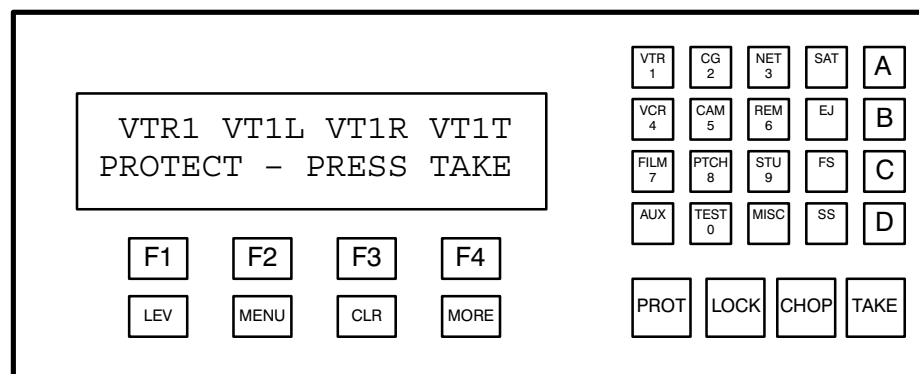 VTR1 VT1L VT1R VT1T
PROTECT – PRESS TAKE
F1 F2 F3 F4
LEV MENU CLR MORE
VTR CG NET SAT A
1 2 3
VCR CAM REM EJ B
4 5 6
FILM PTCH STU FS C
7 8 9
AUX TEST MISC SS D
0
PROT LOCK CHOP TAKE